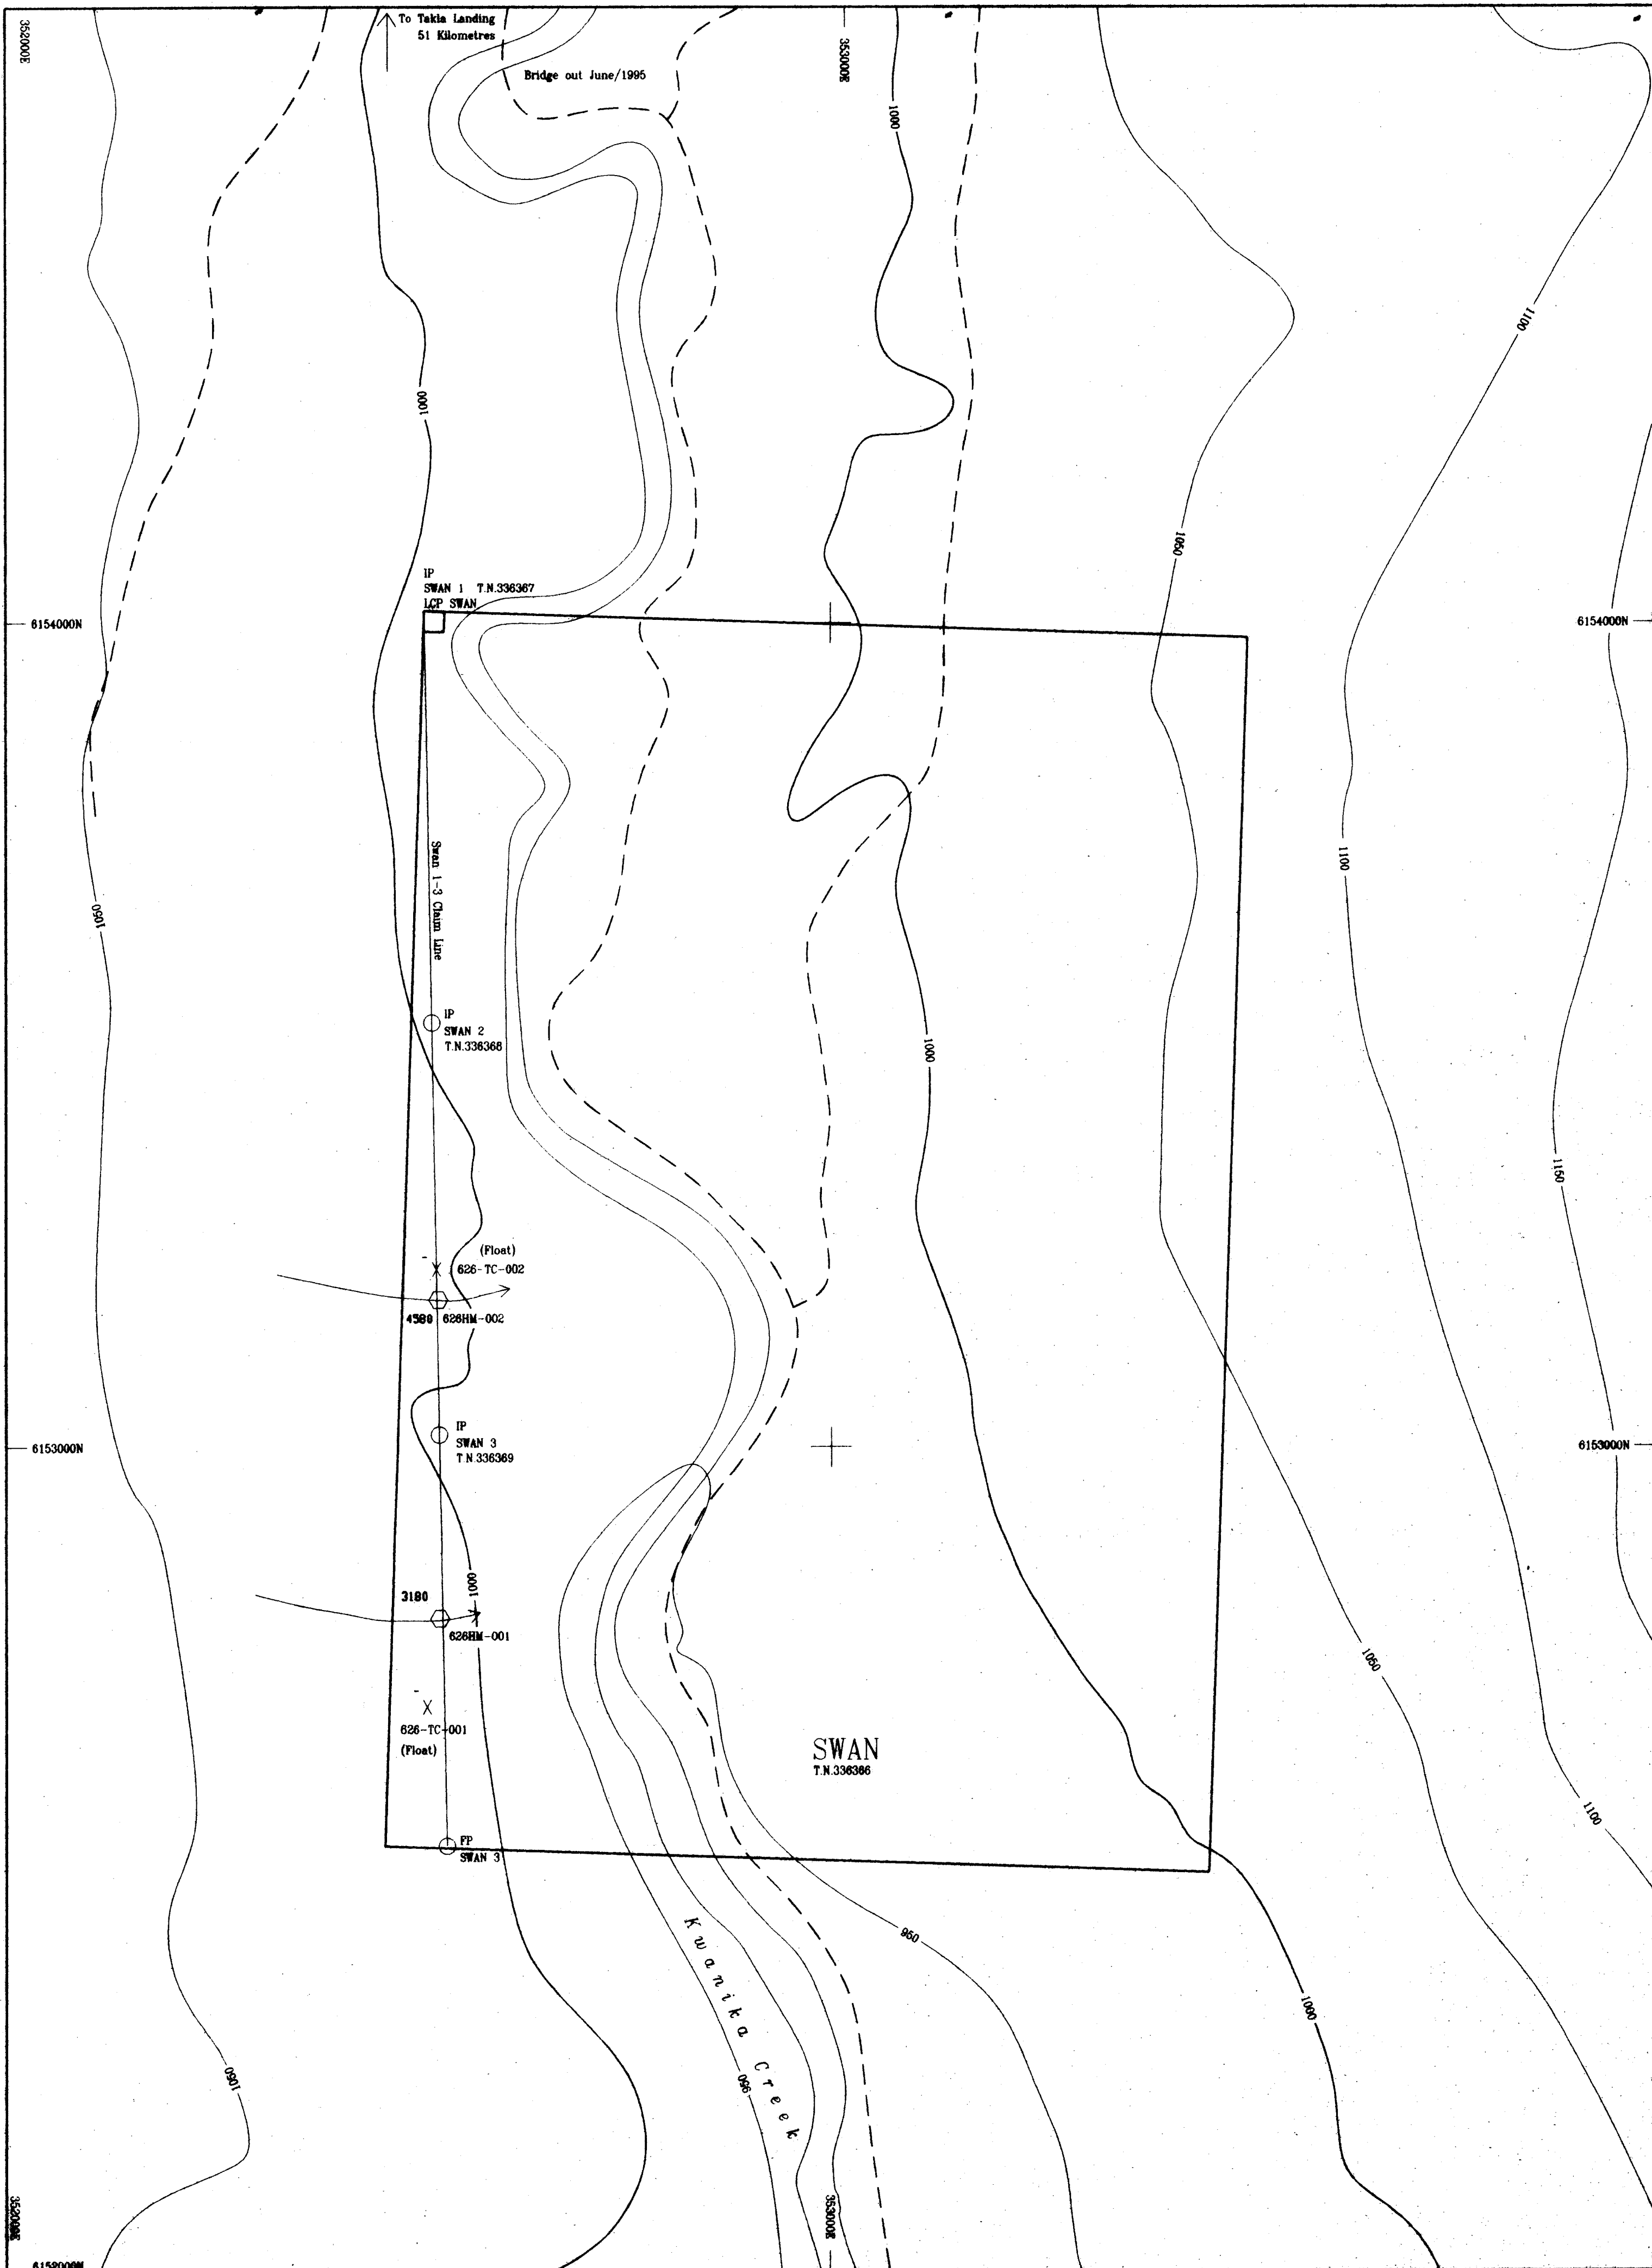 352000E
To Takla Landing
51 Kilometres
353000E
Bridge out June/1995
1000
1100
1000
1050
IP
SWAN 1 T.N.336367
LCP SWAN
6154000N
6154000N
Swan 1-3 Claim Line
1100
1050
IP
SWAN 2
T.N.336368
1000
1150
(Float)
626-TC-002
4580 626HM-002
IP
SWAN 3
T.N.336369
6153000N
6153000N
1000
3180
626HM-001
1050
626-TC-001
(Float)
SWAN
T.N.336366
1100
FP
SWAN 3
Kwanika Creek
950
1000
1050
950
352000E
353000E
6152000N